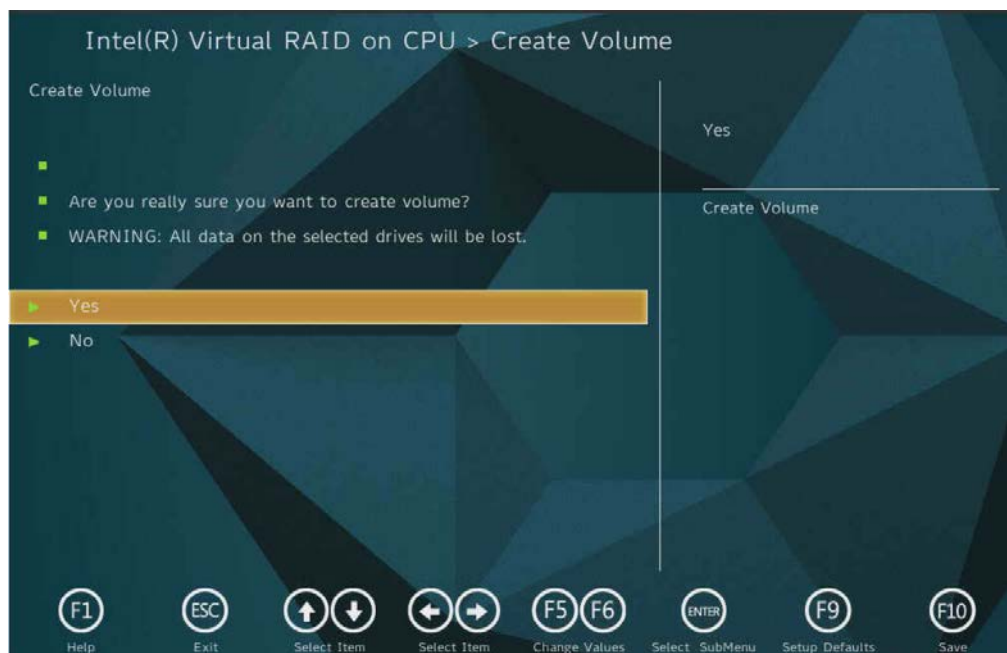 Intel(R) Virtual RAID on CPU > Create Volume
Create Volume
Are you really sure you want to create volume?
WARNING: All data on the selected drives will be lost.
Yes
No
Yes
Create Volume
F1 ESC F5 F6 ENTER F9 F10
Help Exit Select Item Select Item Change Values Select SubMenu Setup Defaults Save